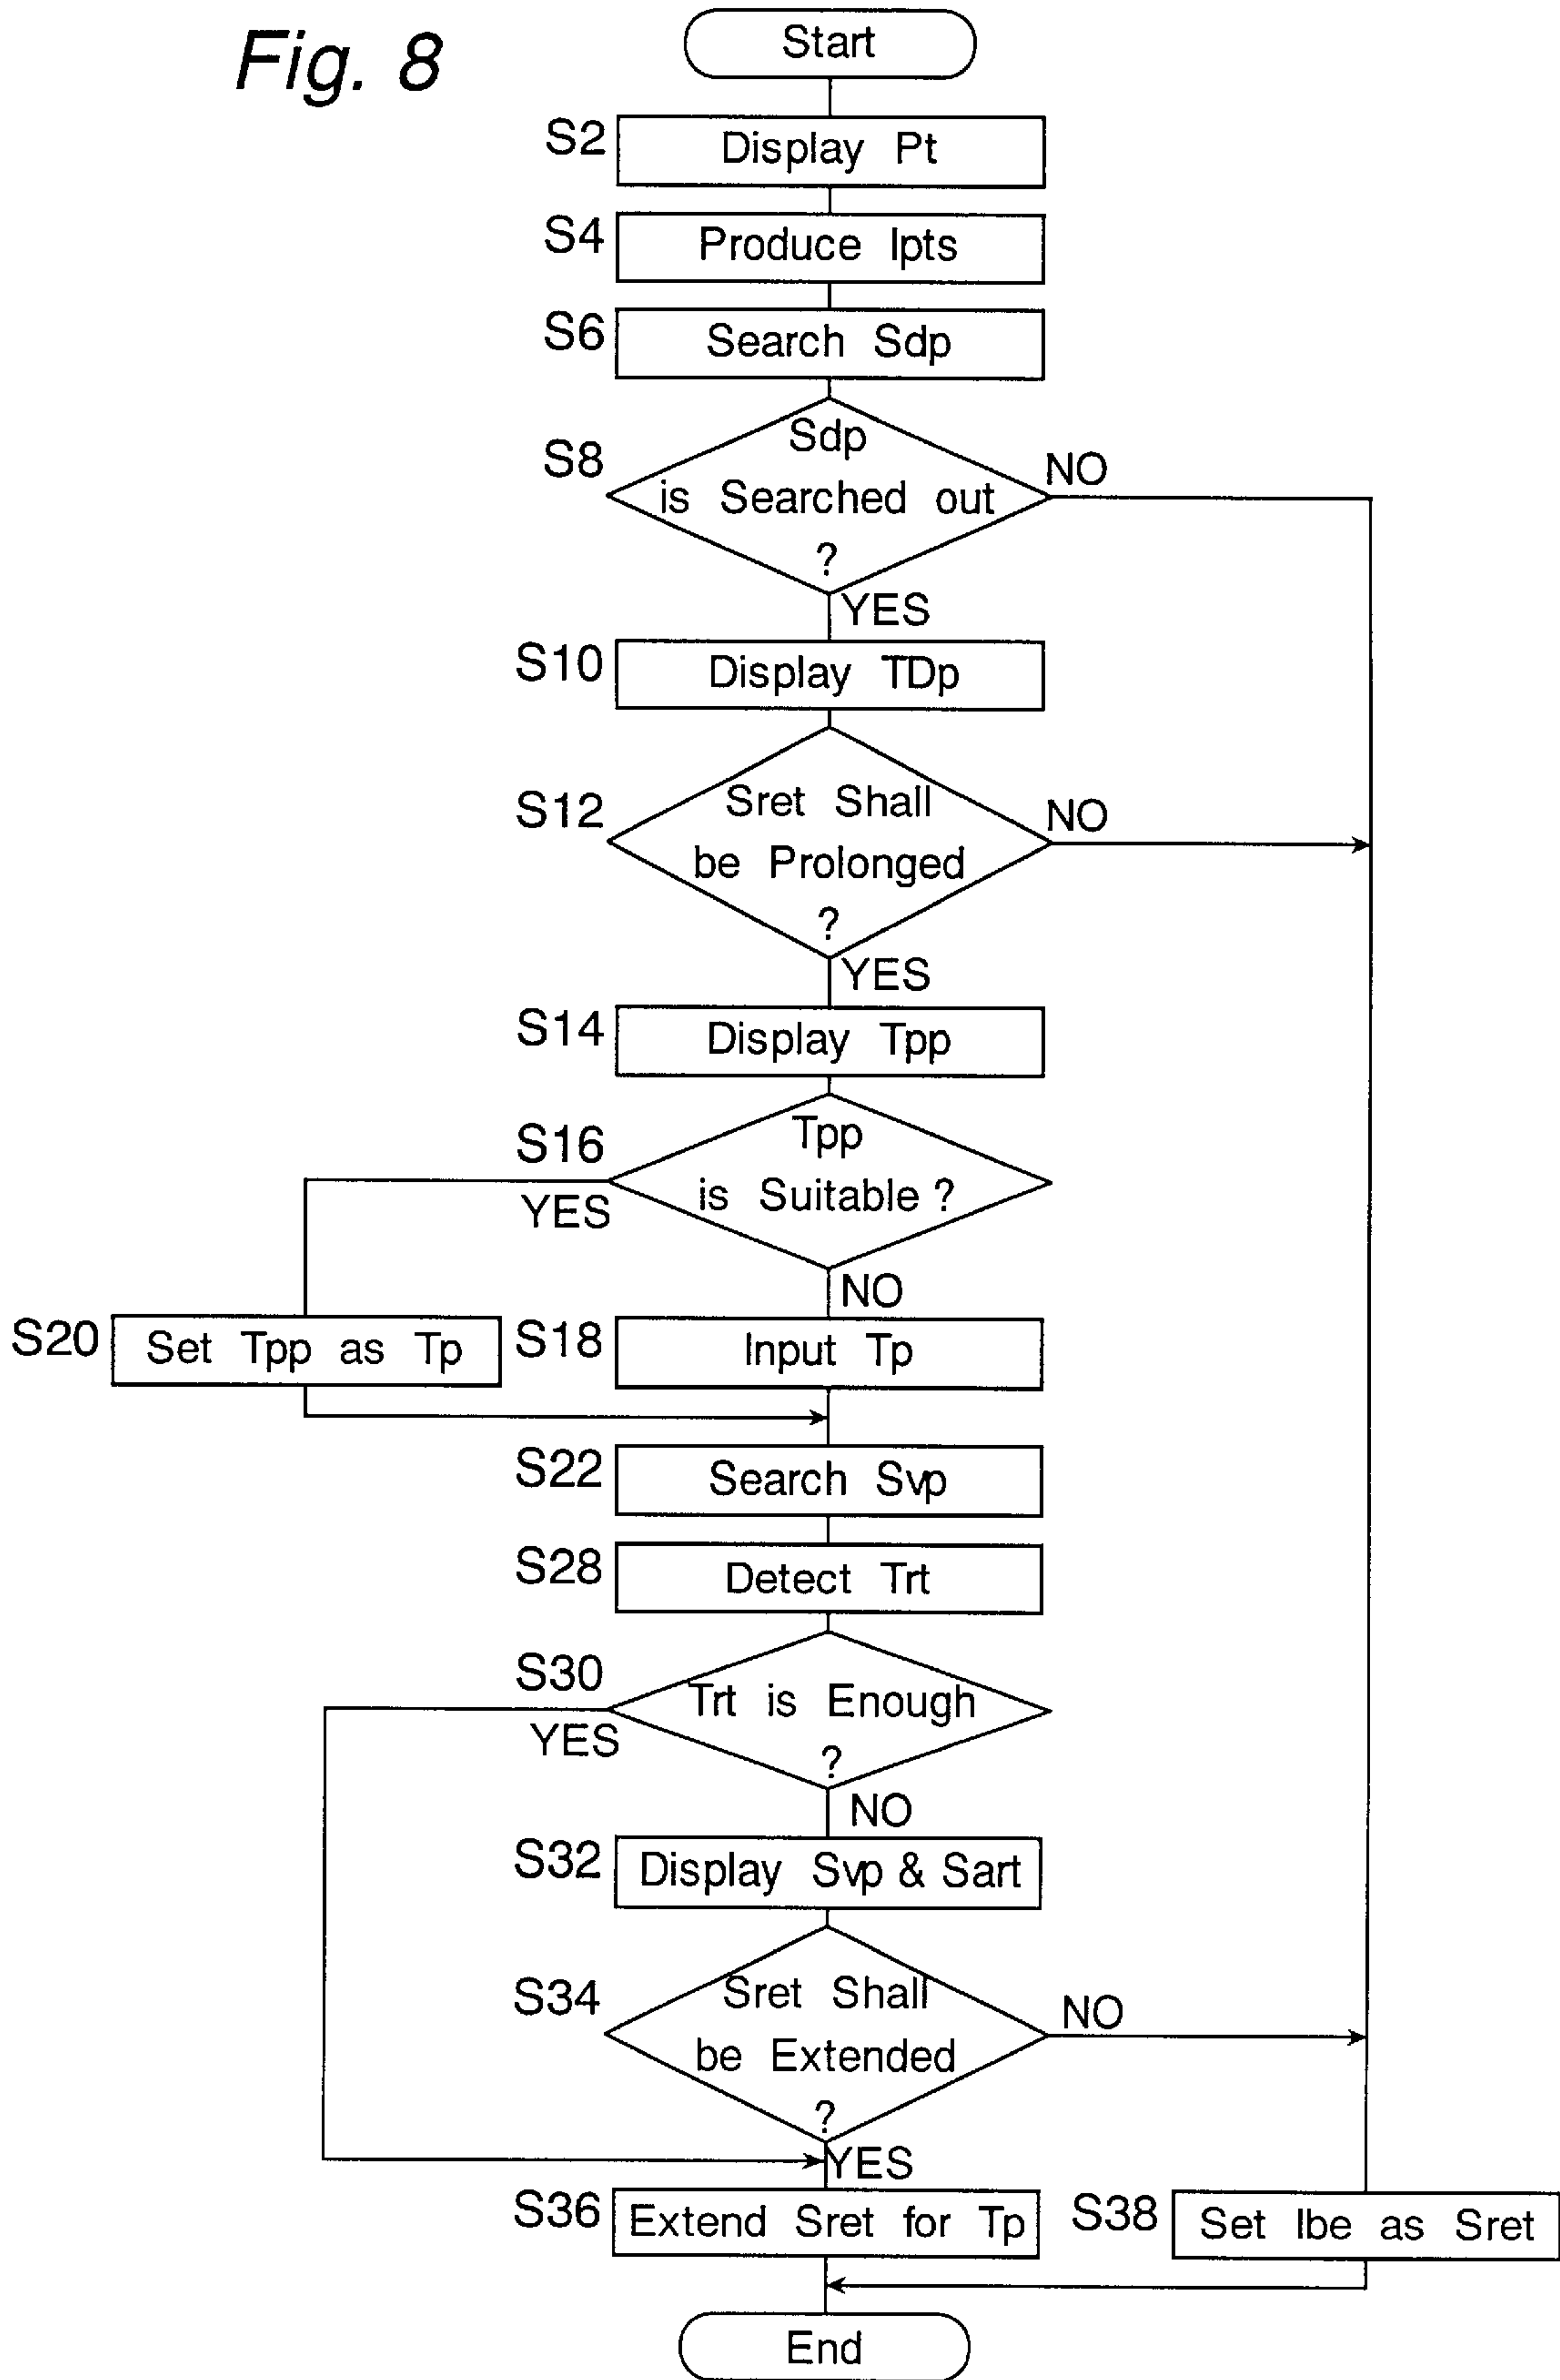 Fig. 8
Start
S2
Display Pt
S4
Produce Ipts
S6
Search Sdp
S8
Sdp
is Searched out
?
NO
YES
S10
Display TDp
S12
Sret Shall
be Prolonged
?
NO
YES
S14
Display Tpp
S16
Tpp
is Suitable ?
YES
NO
S20
Set Tpp as Tp
S18
Input Tp
S22
Search Svp
S28
Detect Trt
S30
Trt is Enough
?
YES
NO
S32
Display Svp & Sart
S34
Sret Shall
be Extended
?
NO
YES
S36
Extend Sret for Tp
S38
Set Ibe as Sret
End